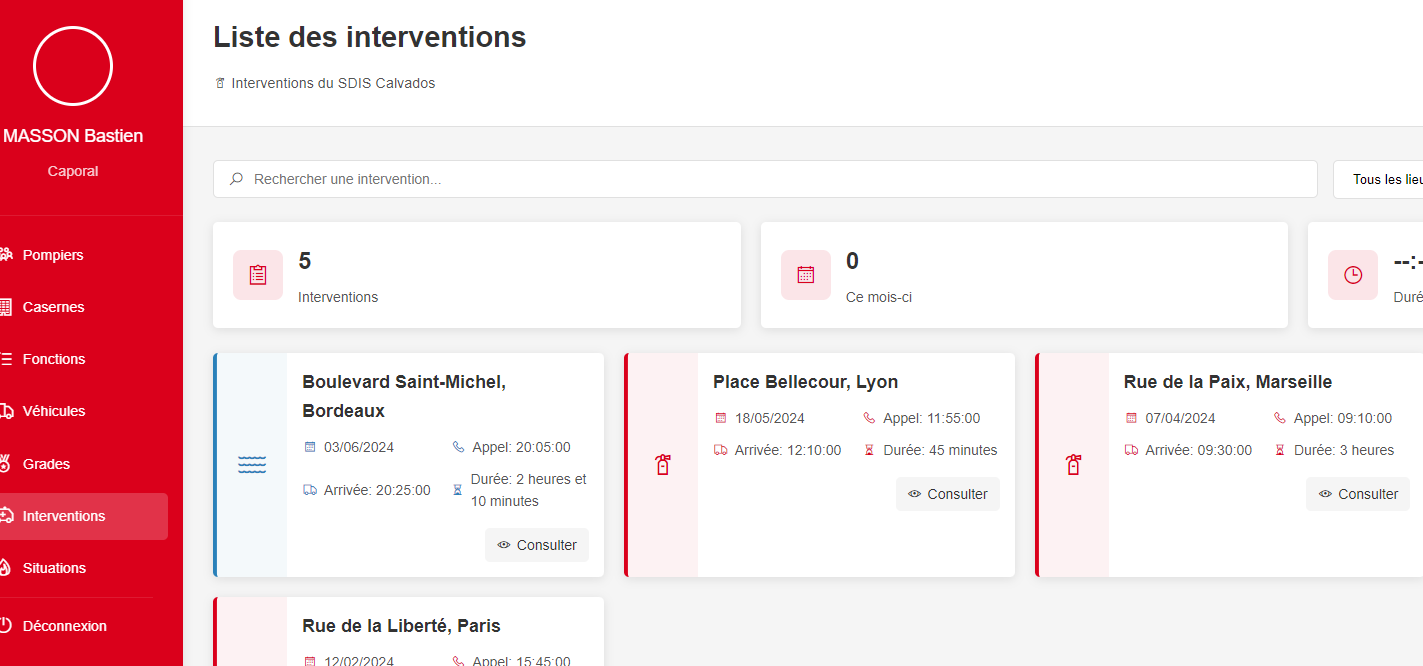 MASSON Bastien
Caporal
Pompiers
Casernes
Fonctions
Véhicules
Grades
Interventions
Situations
Déconnexion
Liste des interventions
Interventions du SDIS Calvados
Rechercher une intervention...
Tous les lieu
5
Interventions
0
Ce mois-ci
--:-
Duré
Boulevard Saint-Michel,
Bordeaux
03/06/2024
Appel: 20:05:00
Arrivée: 20:25:00
Durée: 2 heures et
10 minutes
Consulter
Place Bellecour, Lyon
18/05/2024
Appel: 11:55:00
Arrivée: 12:10:00
Durée: 45 minutes
Consulter
Rue de la Paix, Marseille
07/04/2024
Appel: 09:10:00
Arrivée: 09:30:00
Durée: 3 heures
Consulter
Rue de la Liberté, Paris
12/02/2024
Appel: 15:45:00